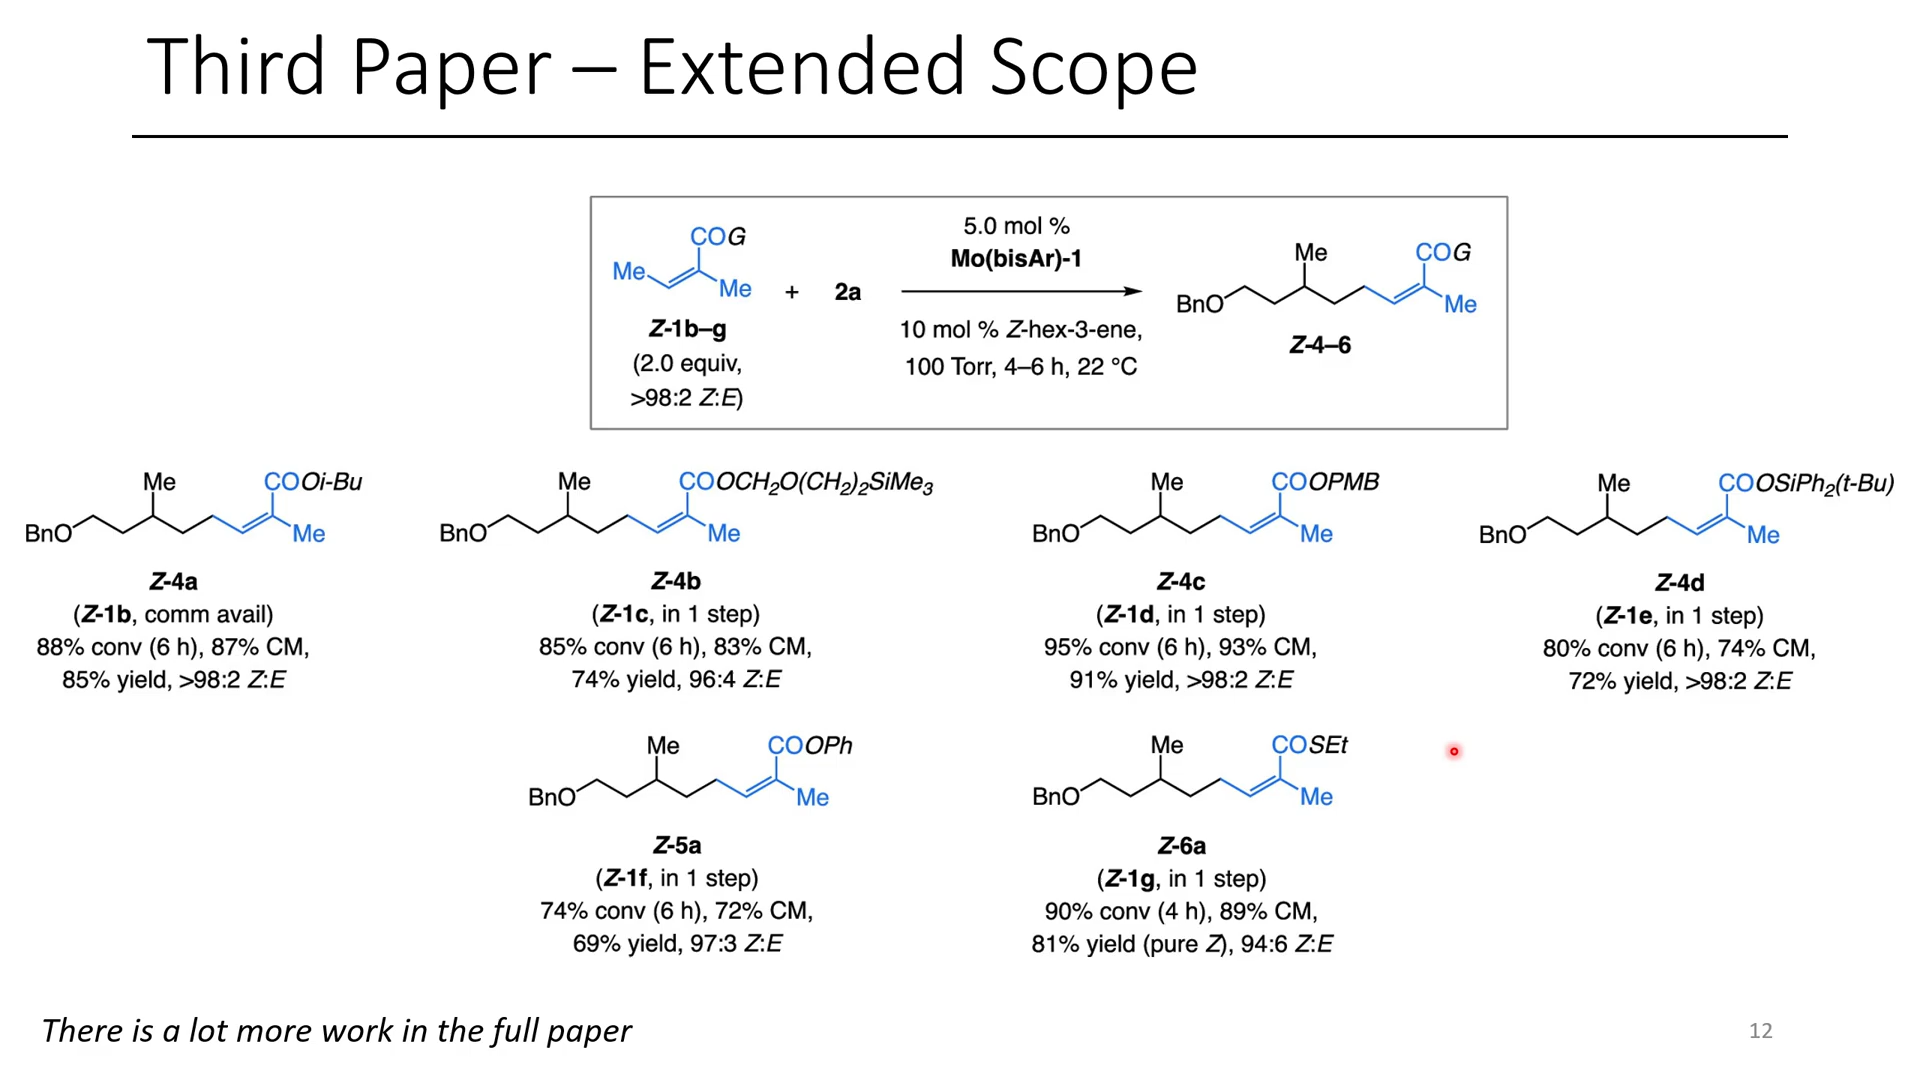 Third Paper – Extended Scope
COG
Me
Me
Z-1b–g
(2.0 equiv,
>98:2 Z:E)
+
2a
5.0 mol %
Mo(bisAr)-1
10 mol % Z-hex-3-ene,
100 Torr, 4–6 h, 22 °C
Me
COG
BnO
Me
Z-4–6
Me
COOi-Bu
BnO
Me
Z-4a
(Z-1b, comm avail)
88% conv (6 h), 87% CM,
85% yield, >98:2 Z:E
Me
COOCH2O(CH2)2SiMe3
BnO
Me
Z-4b
(Z-1c, in 1 step)
85% conv (6 h), 83% CM,
74% yield, 96:4 Z:E
Me
COOPMB
BnO
Me
Z-4c
(Z-1d, in 1 step)
95% conv (6 h), 93% CM,
91% yield, >98:2 Z:E
Me
COOSiPh2(t-Bu)
BnO
Me
Z-4d
(Z-1e, in 1 step)
80% conv (6 h), 74% CM,
72% yield, >98:2 Z:E
Me
COOPh
BnO
Me
Z-5a
(Z-1f, in 1 step)
74% conv (6 h), 72% CM,
69% yield, 97:3 Z:E
Me
COSEt
BnO
Me
Z-6a
(Z-1g, in 1 step)
90% conv (4 h), 89% CM,
81% yield (pure Z), 94:6 Z:E
There is a lot more work in the full paper
12